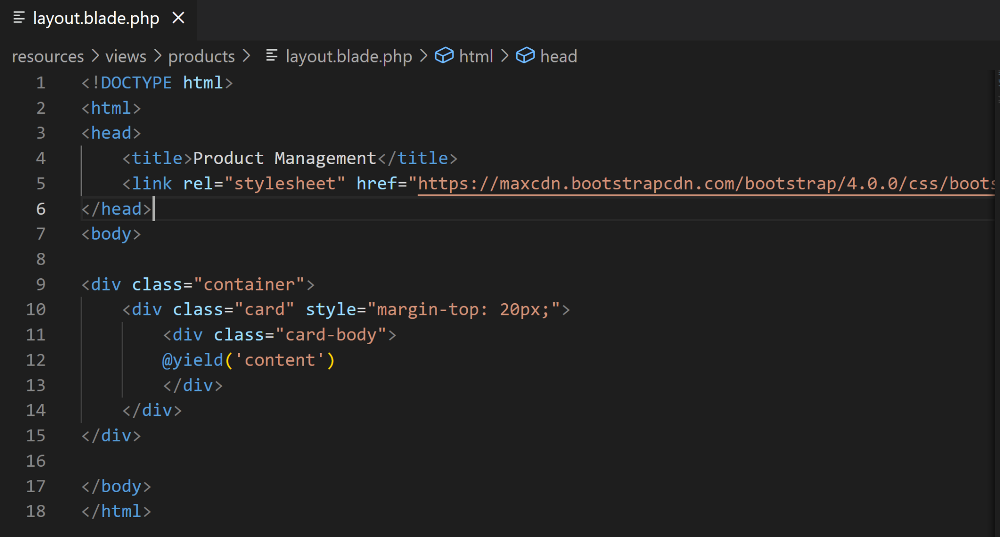 layout.blade.php
resources > views > products > layout.blade.php > html > head
1 <!DOCTYPE html>
2 <html>
3 <head>
4     <title>Product Management</title>
5     <link rel="stylesheet" href="https://maxcdn.bootstrapcdn.com/bootstrap/4.0.0/css/boots
6 </head>
7 <body>
8
9 <div class="container">
10     <div class="card" style="margin-top: 20px;">
11         <div class="card-body">
12         @yield('content')
13         </div>
14     </div>
15 </div>
16
17 </body>
18 </html>